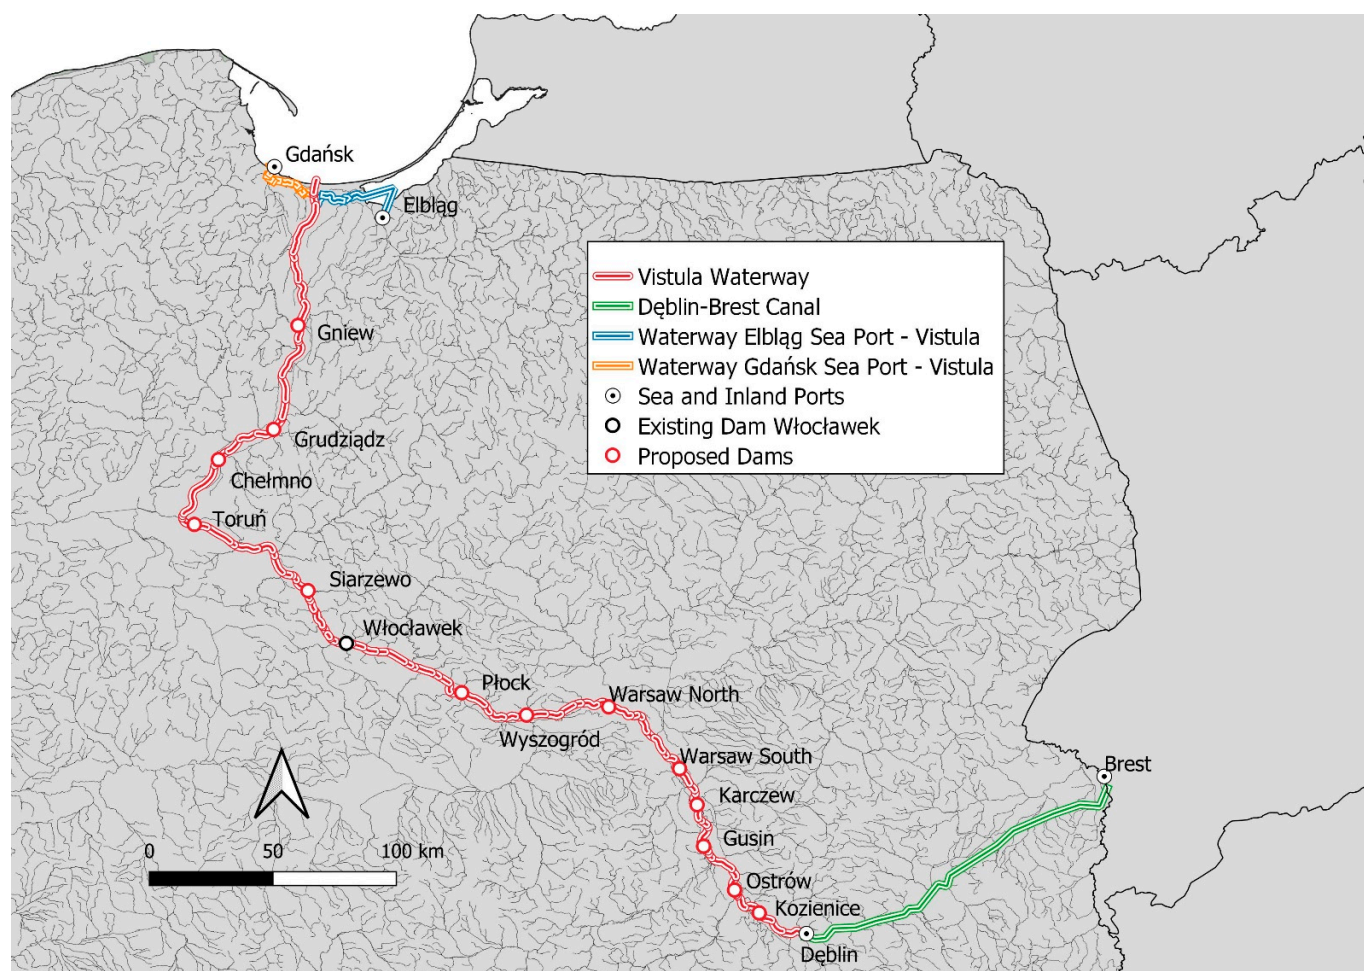 Gdańsk
Elbląg
Vistula Waterway
Dęblin-Brest Canal
Waterway Elbląg Sea Port - Vistula
Waterway Gdańsk Sea Port - Vistula
Sea and Inland Ports
Existing Dam Włocławek
Proposed Dams
Gniew
Grudziądz
Chełmno
Toruń
Siarzewo
Włocławek
Płock
Warsaw North
Wyszogród
Warsaw South
Brest
Karczew
Gusin
0 50 100 km
Ostrów
Kozienice
Dęblin